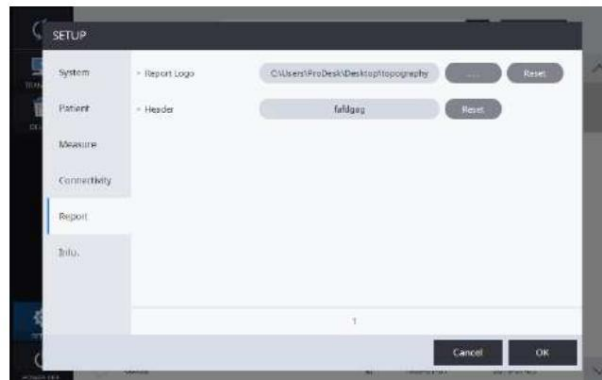 SETUP
System
Report Logo
C:\Users\ProDesk\Desktop\topography
.....
Reset
Patient
Header
fafdgag
Reset
Measure
Connectivity
Report
Info.
1
Cancel
OK